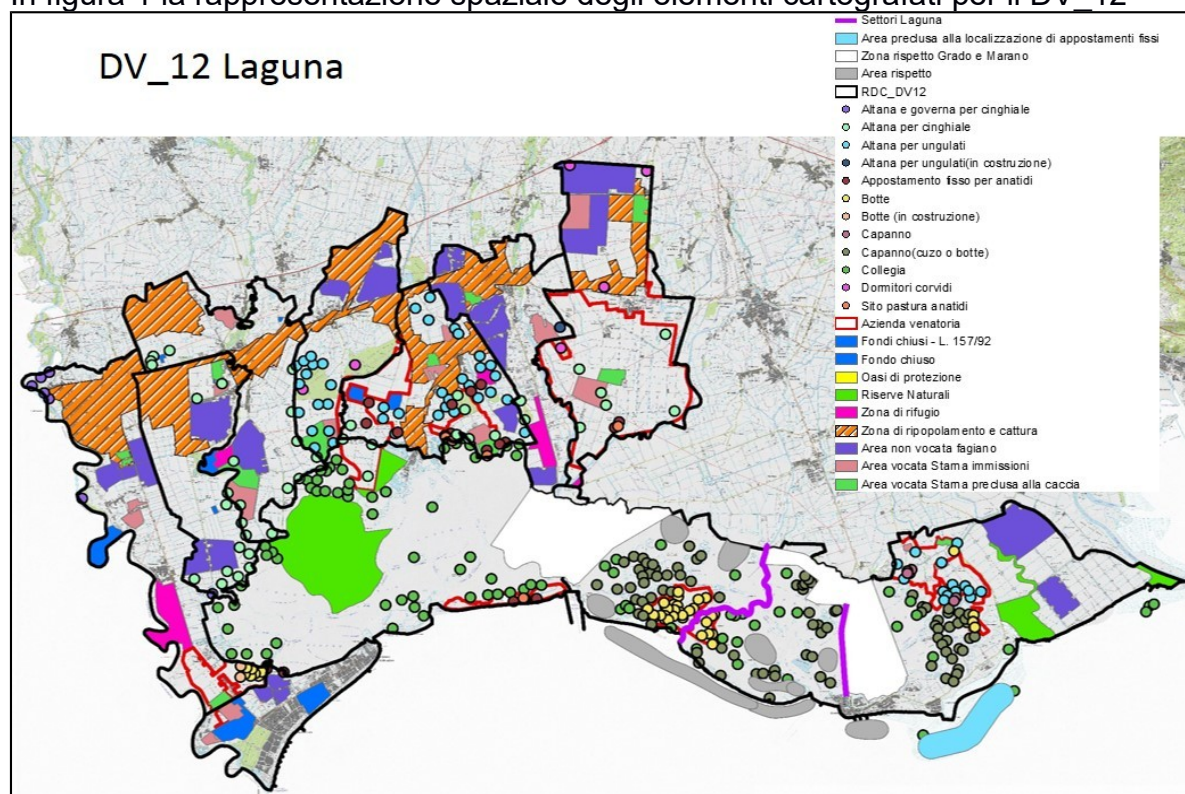 in figura 4 la rappresentazione spaziale degli elementi cartografati per il DV_12
DV_12 Laguna
Settori Laguna
Area preclusa alla localizzazione di appostamenti fissi
Zona rispetto Grado e Marano
Area rispetto
RDC_DV12
Altana e governa per cinghiale
Altana per cinghiale
Altana per ungulati
Altana per ungulati(in costruzione)
Appostamento fisso per anatidi
Botte
Botte (in costruzione)
Capanno
Capanno(cuzo o botte)
Collegia
Dormitori corvidi
Sito pastura anatidi
Azienda venatoria
Fondi chiusi - L. 157/92
Fondo chiuso
Oasi di protezione
Riserve Naturali
Zona di rifugio
Zona di ripopolamento e cattura
Area non vocata fagiano
Area vocata Starna immissioni
Area vocata Starna preclusa alla caccia